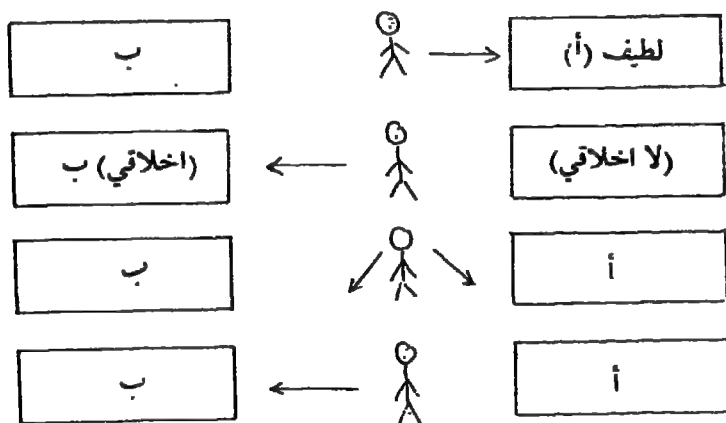 لطيف (أ) ب
(لا اخلاقي) (اخلاقي) ب
أ ب
أ ب